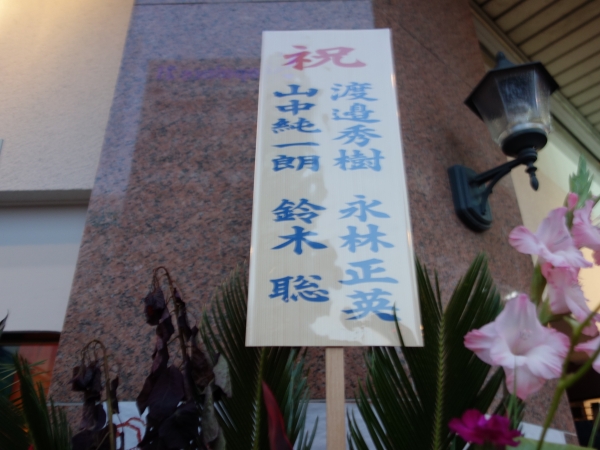 祝
渡邉秀樹 永林正英
山中純一朗 鈴木聡